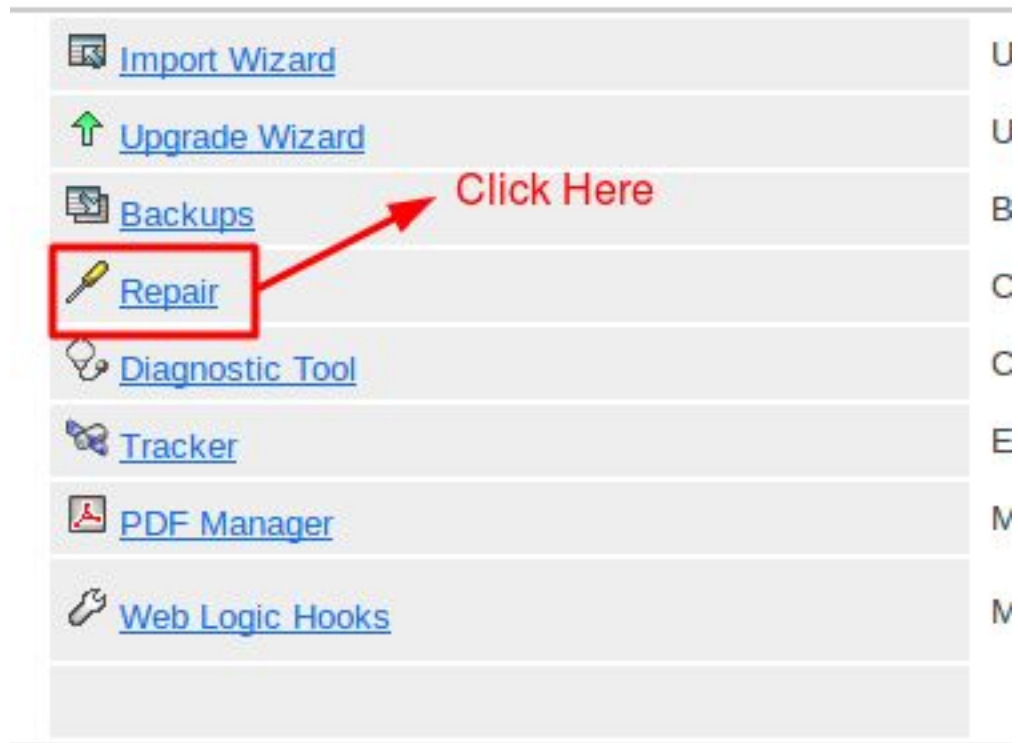 Import Wizard
Upgrade Wizard
Click Here
Backups
Repair
Diagnostic Tool
Tracker
PDF Manager
Web Logic Hooks